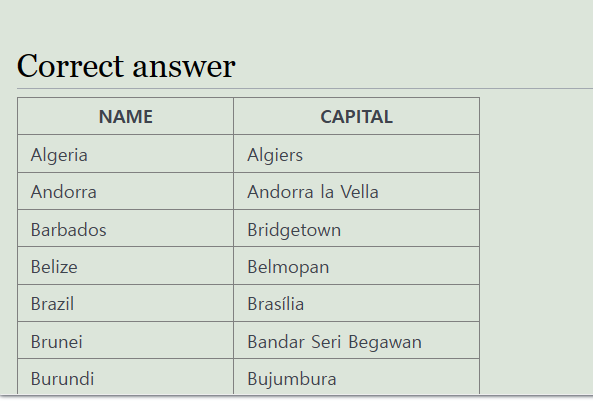 Correct answer
NAME CAPITAL
Algeria Algiers
Andorra Andorra la Vella
Barbados Bridgetown
Belize Belmopan
Brazil Brasília
Brunei Bandar Seri Begawan
Burundi Bujumbura